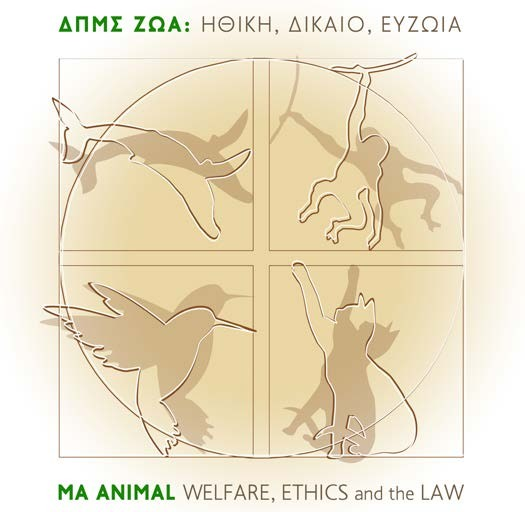 ΔΠΜΣ ΖΩΑ: ΗΘΙΚΗ, ΔΙΚΑΙΟ, ΕΥΖΩΙΑ
MA ANIMAL WELFARE, ETHICS and the LAW